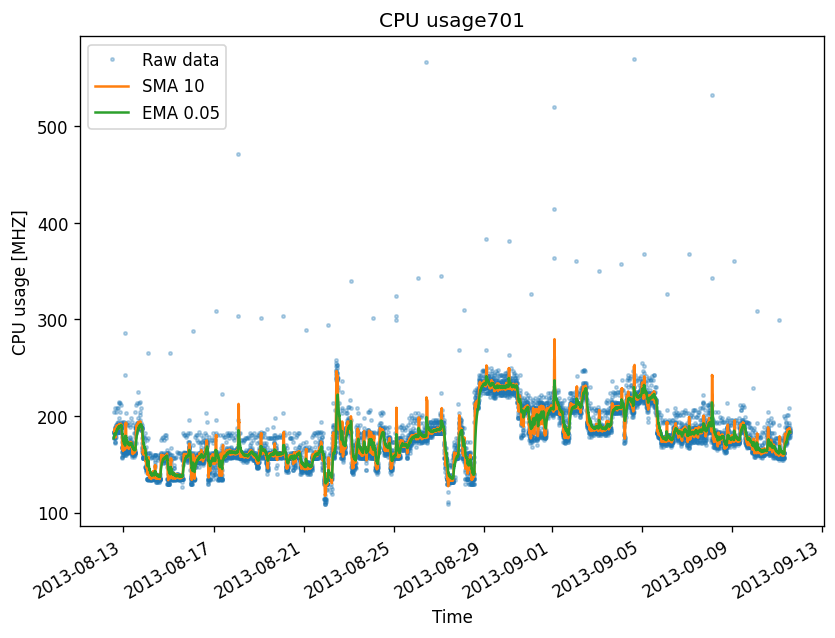 CPU usage701
Raw data
SMA 10
EMA 0.05
500
400
300
200
100
CPU usage [MHZ]
2013-08-13
2013-08-17
2013-08-21
2013-08-25
2013-08-29
2013-09-01
2013-09-05
2013-09-09
2013-09-13
Time